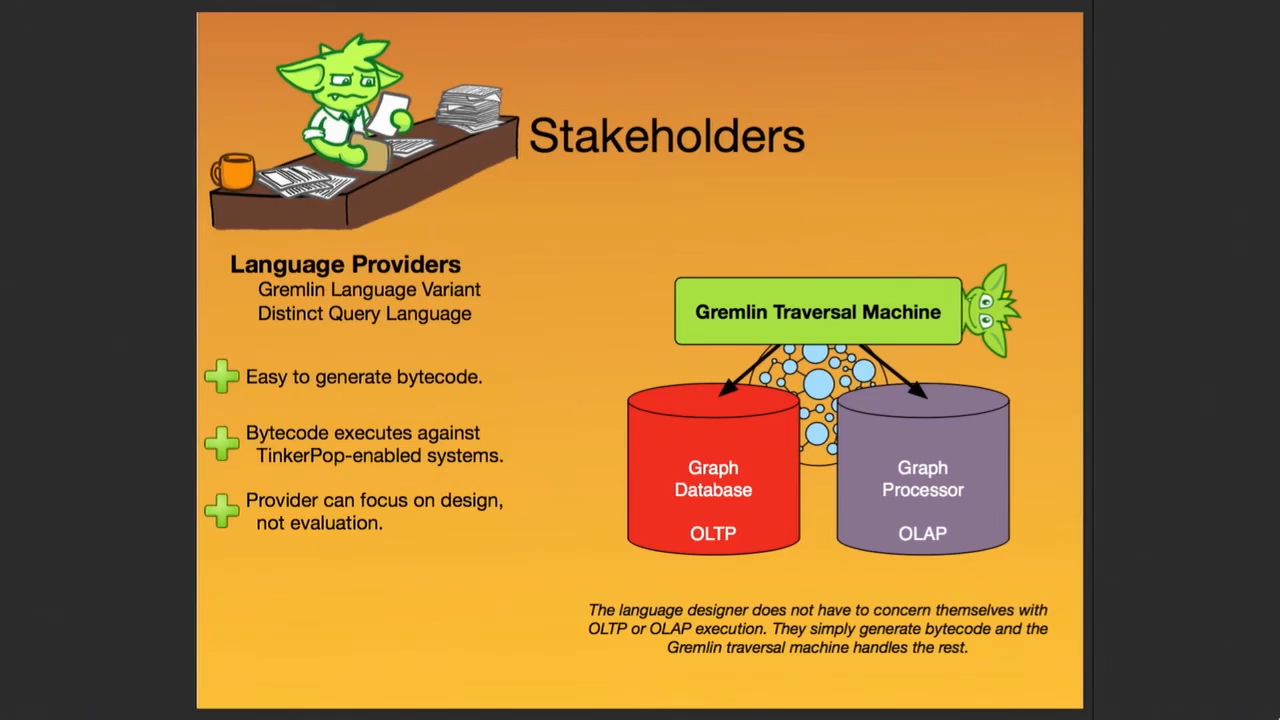 Stakeholders
Language Providers
Gremlin Language Variant
Distinct Query Language
Easy to generate bytecode.
Bytecode executes against
TinkerPop-enabled systems.
Provider can focus on design,
not evaluation.
Gremlin Traversal Machine
Graph
Database
OLTP
Graph
Processor
OLAP
The language designer does not have to concern themselves with
OLTP or OLAP execution. They simply generate bytecode and the
Gremlin traversal machine handles the rest.